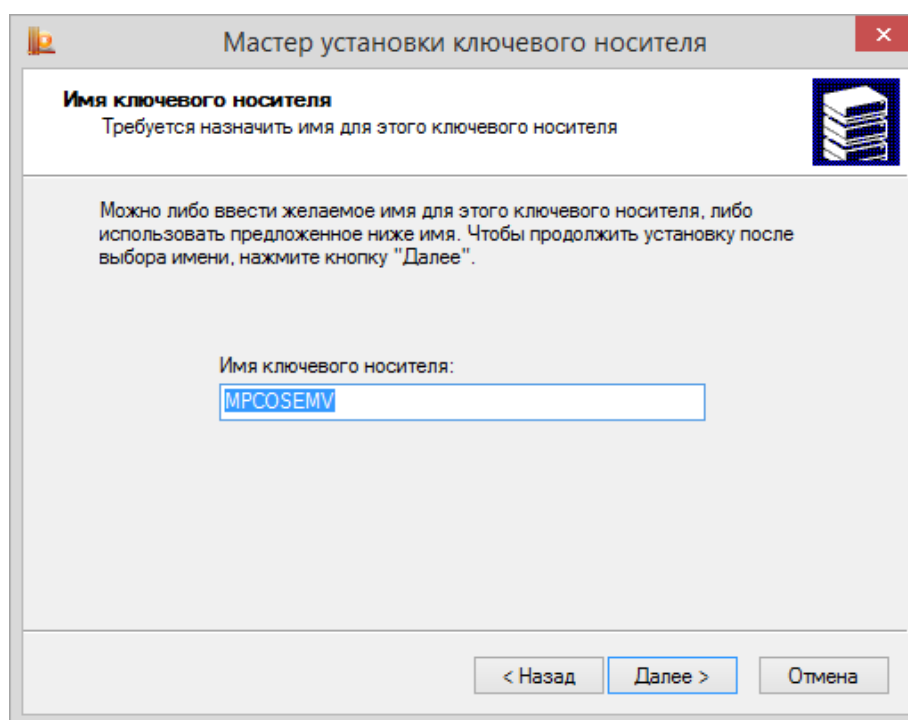 Мастер установки ключевого носителя
Имя ключевого носителя
Требуется назначить имя для этого ключевого носителя
Можно либо ввести желаемое имя для этого ключевого носителя, либо
использовать предложенное ниже имя. Чтобы продолжить установку после
выбора имени, нажмите кнопку "Далее".
Имя ключевого носителя:
MPCOSEMV
< Назад Далее > Отмена